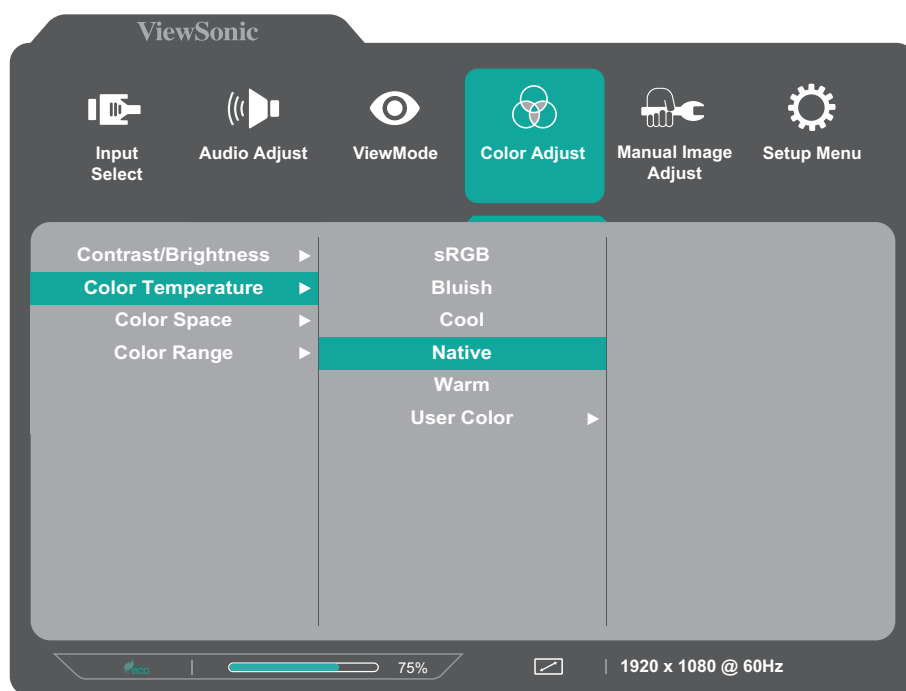 ViewSonic
Input Select
Audio Adjust
ViewMode
Color Adjust
Manual Image Adjust
Setup Menu
Contrast/Brightness
Color Temperature
Color Space
Color Range
sRGB
Bluish
Cool
Native
Warm
User Color
eco
75%
1920 x 1080 @ 60Hz